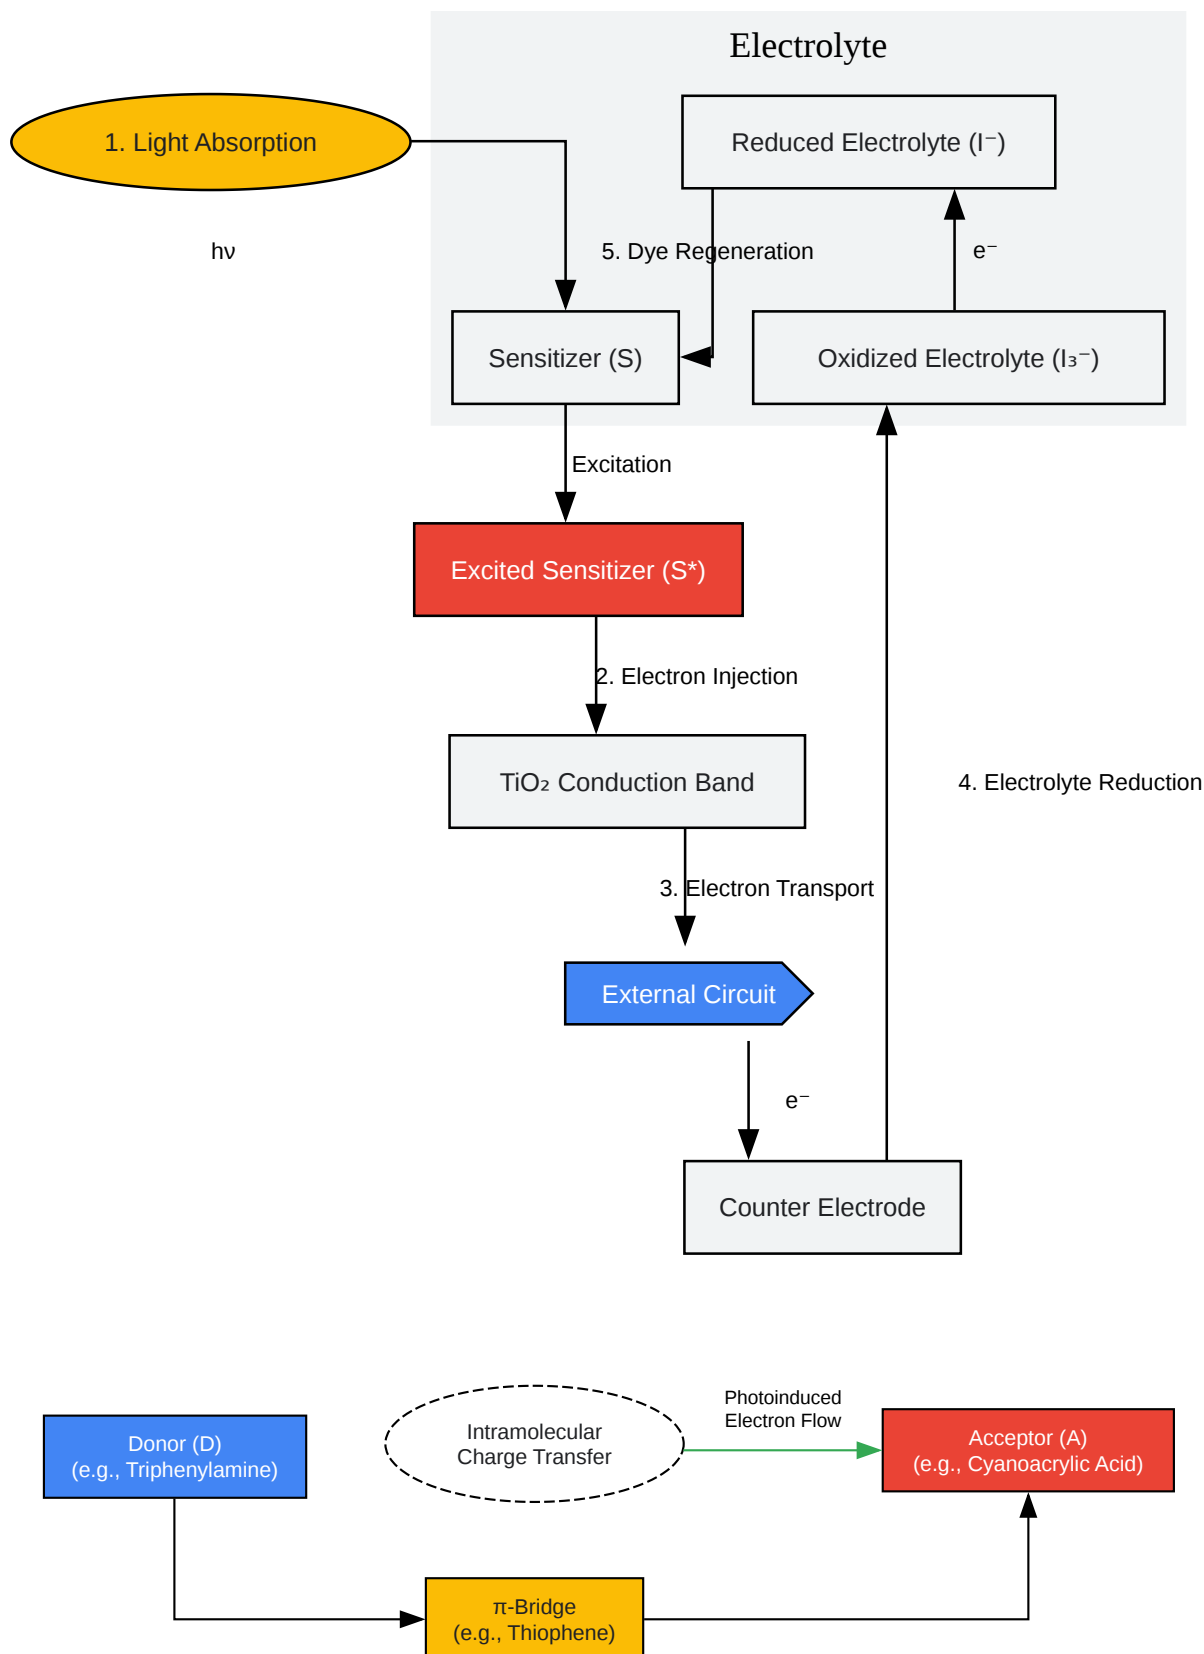 Electrolyte
1. Light Absorption
Reduced Electrolyte (I⁻)
hν
5. Dye Regeneration
e⁻
Sensitizer (S)
Oxidized Electrolyte (I₃⁻)
Excitation
Excited Sensitizer (S*)
2. Electron Injection
TiO₂ Conduction Band
4. Electrolyte Reduction
3. Electron Transport
External Circuit
e⁻
Counter Electrode
Photoinduced
Electron Flow
Donor (D)
(e.g., Triphenylamine)
Intramolecular
Charge Transfer
Acceptor (A)
(e.g., Cyanoacrylic Acid)
π-Bridge
(e.g., Thiophene)